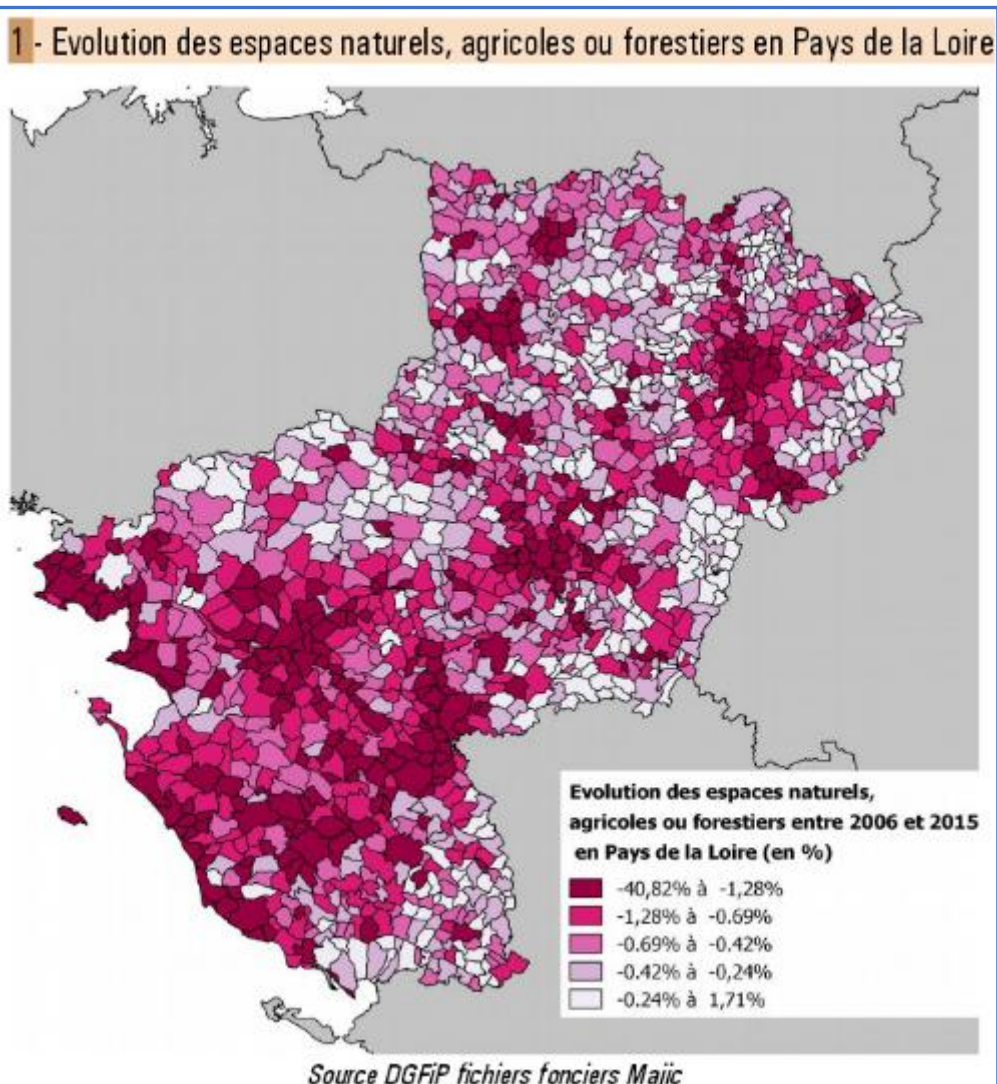 1 - Evolution des espaces naturels, agricoles ou forestiers en Pays de la Loire
Evolution des espaces naturels,
agricoles ou forestiers entre 2006 et 2015
en Pays de la Loire (en %)
-40,82% à -1,28%
-1,28% à -0.69%
-0.69% à -0.42%
-0.42% à -0,24%
-0.24% à 1,71%
Source DGFiP fichiers fonciers Majic